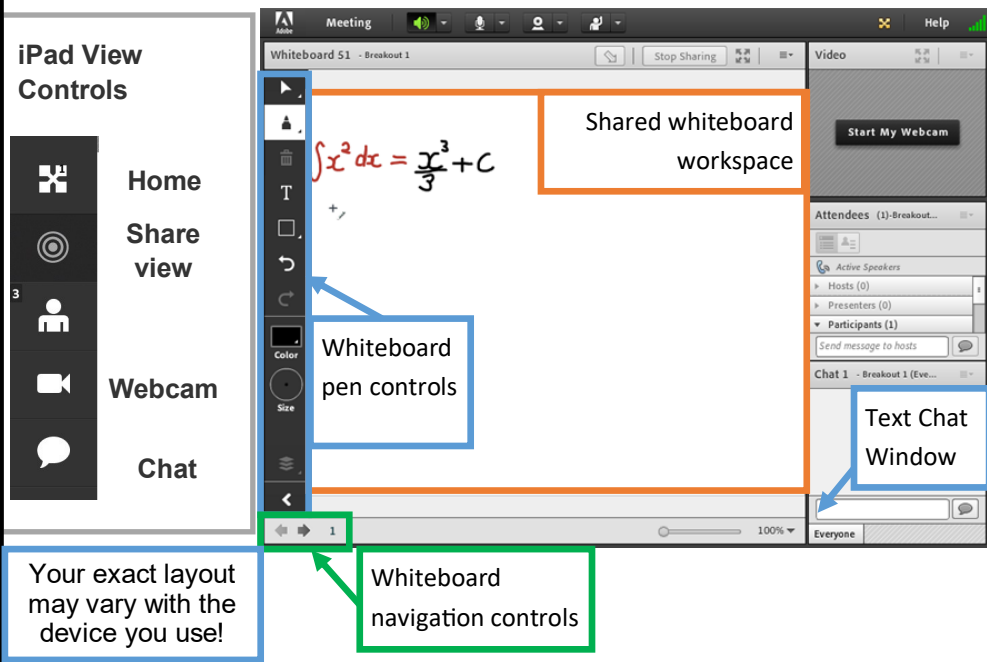 iPad View
Controls
Home
Share
view
3
Webcam
Chat
Your exact layout
may vary with the
device you use!
Adobe
Meeting
Help
Whiteboard 51 - Breakout 1
Stop Sharing
T
Color
Size
∫x² dx = x³/3 + C
Shared whiteboard
workspace
Whiteboard
pen controls
1
100%
Whiteboard
navigation controls
Video
Start My Webcam
Attendees (1)-Breakout...
Active Speakers
Hosts (0)
Presenters (0)
Participants (1)
Send message to hosts
Chat 1 - Breakout 1 (Eve...
Text Chat
Window
Everyone